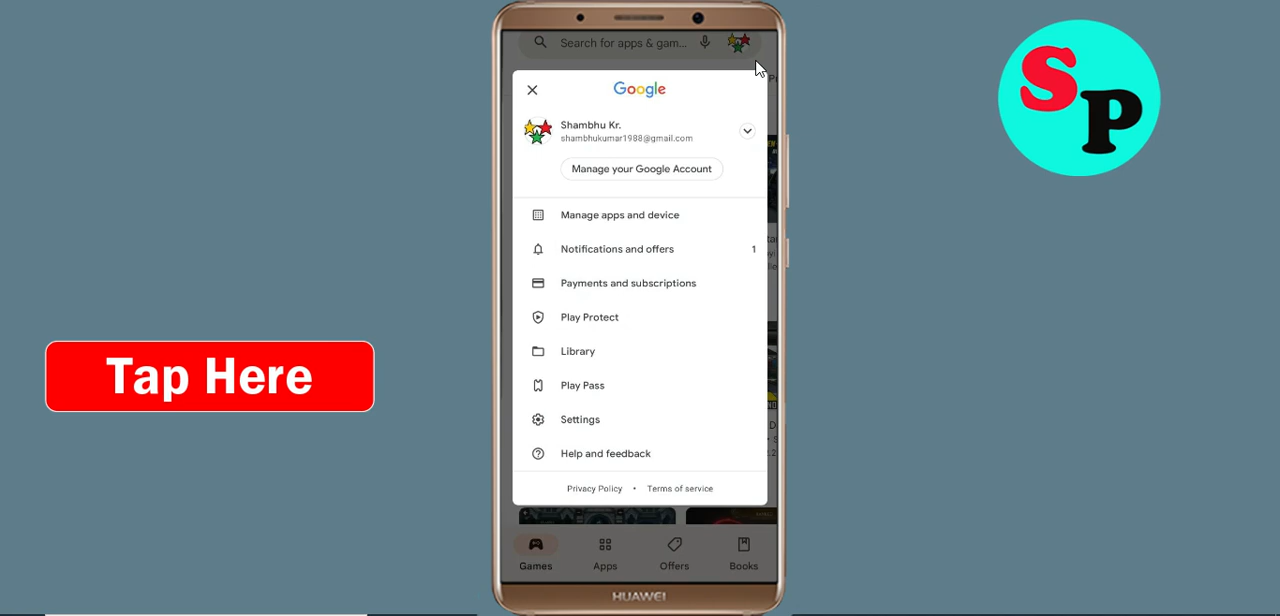 Search for apps & gam...
Google
Shambhu Kr.
shambhukumar1988@gmail.com
Manage your Google Account
Manage apps and device
Notifications and offers 1
Payments and subscriptions
Play Protect
Library
Play Pass
Settings
Help and feedback
Privacy Policy • Terms of service
Games Apps Offers Books
HUAWEI
Tap Here
SP